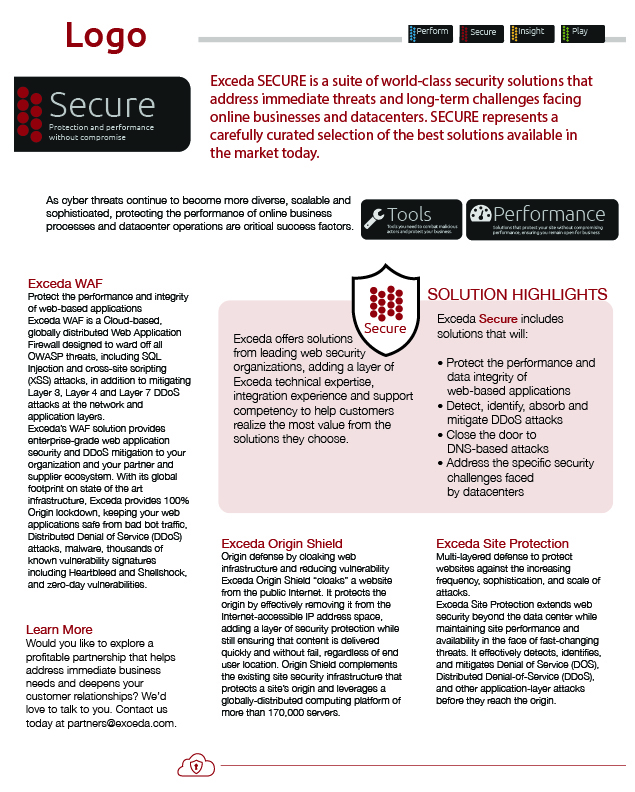 Logo
Perform
Secure
Insight
Play
Secure
Protection and performance
without compromise
Exceda SECURE is a suite of world-class security solutions that
address immediate threats and long-term challenges facing
online businesses and datacenters. SECURE represents a
carefully curated selection of the best solutions available in
the market today.
As cyber threats continue to become more diverse, scalable and
sophisticated, protecting the performance of online business
processes and datacenter operations are critical success factors.
Tools
Tools you need to combat malicious
actors and protect your business.
Performance
Solutions that protect your site without compromising
performance, ensuring you remain open for business
Exceda WAF
Protect the performance and integrity
of web-based applications
Exceda WAF is a Cloud-based,
globally distributed Web Application
Firewall designed to ward off all
OWASP threats, including SQL
Injection and cross-site scripting
(XSS) attacks, in addition to mitigating
Layer 3, Layer 4 and Layer 7 DDoS
attacks at the network and
application layers.
Exceda's WAF solution provides
enterprise-grade web application
security and DDoS mitigation to your
organization and your partner and
supplier ecosystem. With its global
footprint on state of the art
infrastructure, Exceda provides 100%
Origin lockdown, keeping your web
applications safe from bad bot traffic,
Distributed Denial of Service (DDoS)
attacks, malware, thousands of
known vulnerability signatures
including Heartbleed and Shellshock,
and zero-day vulnerabilities.
Learn More
Would you like to explore a
profitable partnership that helps
address immediate business
needs and deepens your
customer relationships? We'd
love to talk to you. Contact us
today at partners@exceda.com.
Secure
Exceda offers solutions
from leading web security
organizations, adding a layer of
Exceda technical expertise,
integration experience and support
competency to help customers
realize the most value from the
solutions they choose.
SOLUTION HIGHLIGHTS
Exceda Secure includes
solutions that will:
• Protect the performance and
data integrity of
web-based applications
• Detect, identify, absorb and
mitigate DDoS attacks
• Close the door to
DNS-based attacks
• Address the specific security
challenges faced
by datacenters
Exceda Origin Shield
Origin defense by cloaking web
infrastructure and reducing vulnerability
Exceda Origin Shield "cloaks" a website
from the public Internet. It protects the
origin by effectively removing it from the
Internet-accessible IP address space,
adding a layer of security protection while
still ensuring that content is delivered
quickly and without fail, regardless of end
user location. Origin Shield complements
the existing site security infrastructure that
protects a site's origin and leverages a
globally-distributed computing platform of
more than 170,000 servers.
Exceda Site Protection
Multi-layered defense to protect
websites against the increasing
frequency, sophistication, and scale of
attacks.
Exceda Site Protection extends web
security beyond the data center while
maintaining site performance and
availability in the face of fast-changing
threats. It effectively detects, identifies,
and mitigates Denial of Service (DOS),
Distributed Denial-of-Service (DDoS),
and other application-layer attacks
before they reach the origin.